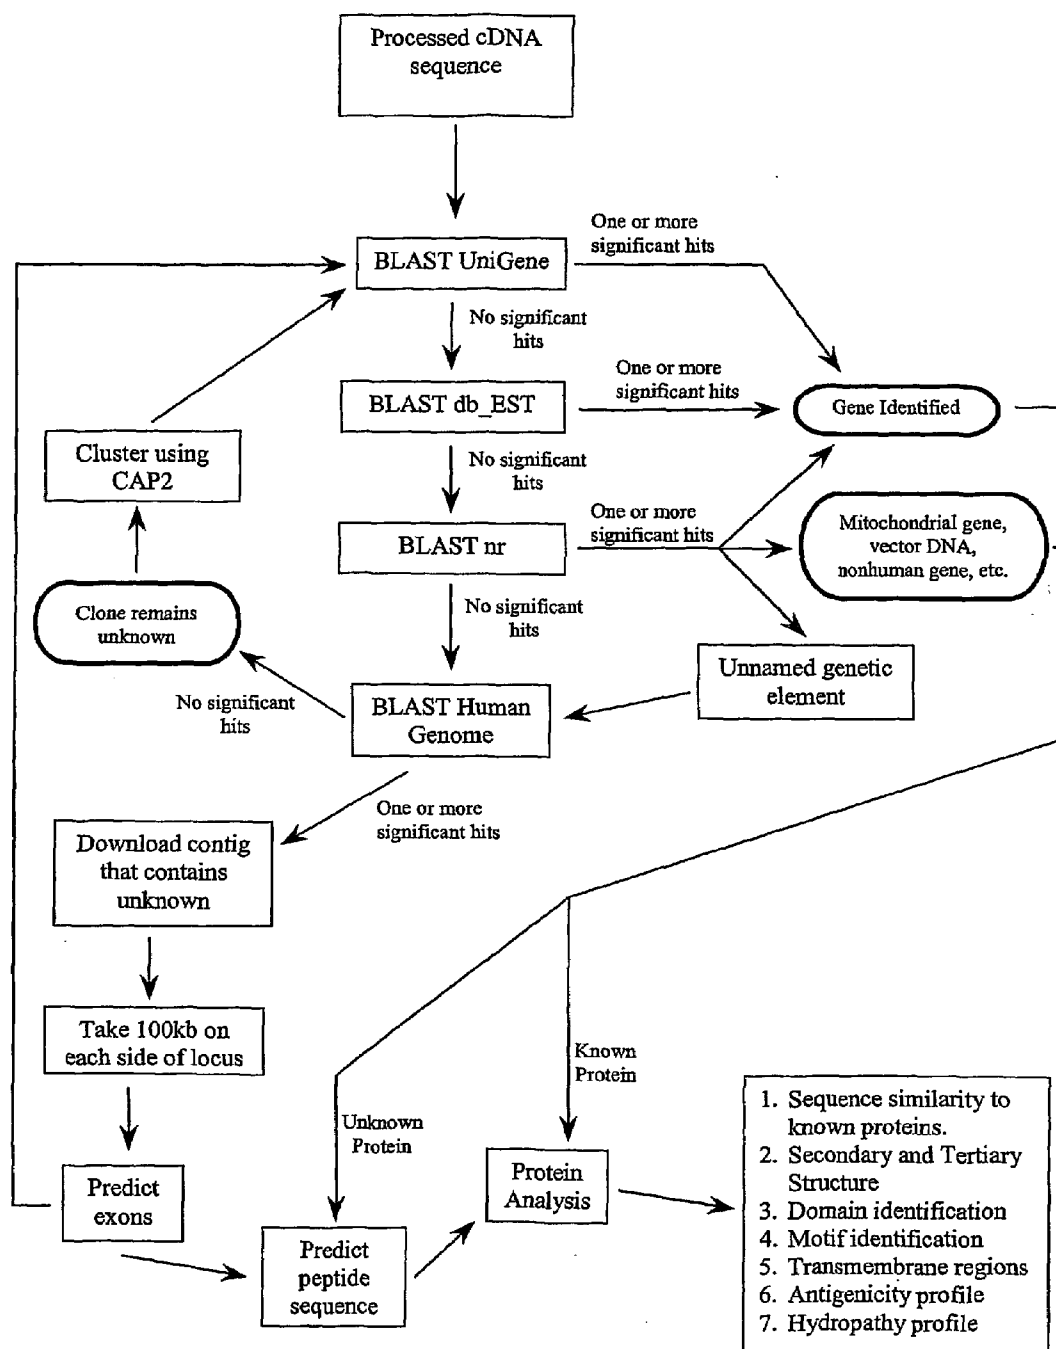 Processed cDNA
sequence
One or more
significant hits
BLAST UniGene
No significant
hits
One or more
significant hits
BLAST db_EST
Gene Identified
Cluster using
CAP2
No significant
hits
One or more
significant hits
BLAST nr
Mitochondrial gene,
vector DNA,
nonhuman gene, etc.
Clone remains
unknown
No significant
hits
Unnamed genetic
element
No significant
hits
BLAST Human
Genome
One or more
significant hits
Download contig
that contains
unknown
Take 100kb on
each side of locus
Known
Protein
Unknown
Protein
Predict
exons
Protein
Analysis
Predict
peptide
sequence
1. Sequence similarity to
known proteins.
2. Secondary and Tertiary
Structure
3. Domain identification
4. Motif identification
5. Transmembrane regions
6. Antigenicity profile
7. Hydropathy profile